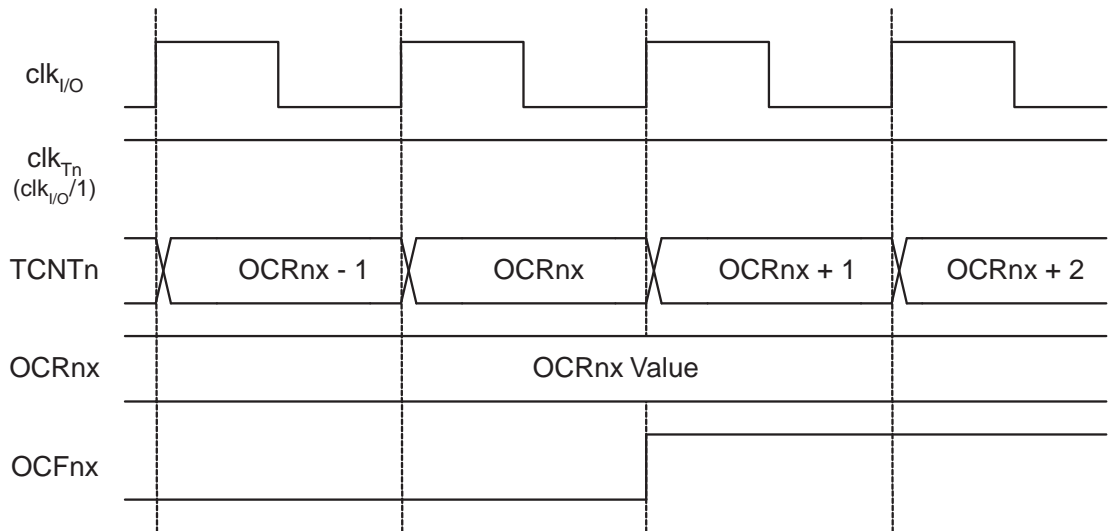 clkI/O
clkTn
(clkI/O/1)
TCNTn OCRnx - 1 OCRnx OCRnx + 1 OCRnx + 2
OCRnx OCRnx Value
OCFnx